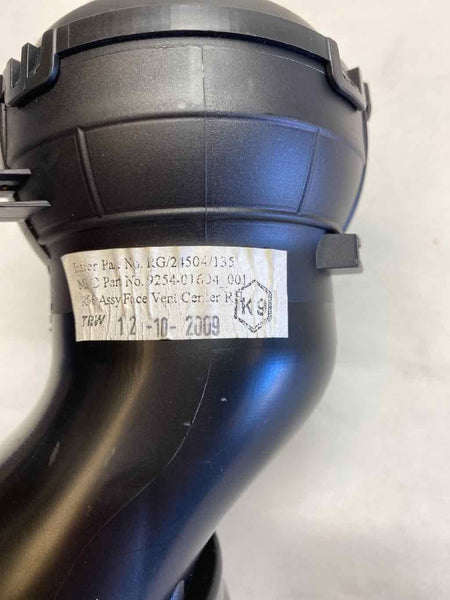 Part No. RG/24504/135
Part No. 9254-01604 001
Assy Face Vent Center R
TRW 12-10-2009
K9